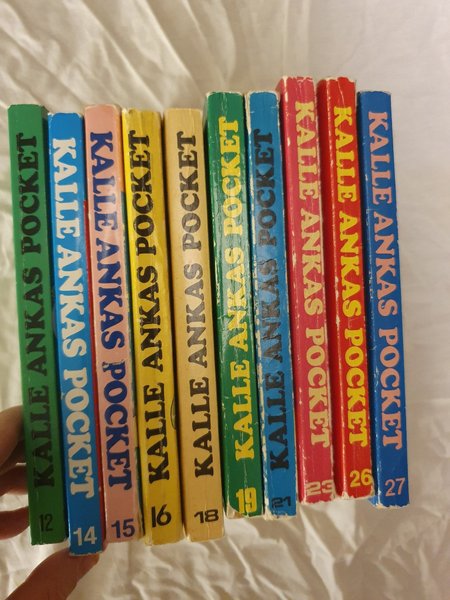 KALLE ANKAS POCKET 12
KALLE ANKAS POCKET 14
KALLE ANKAS POCKET 15
KALLE ANKAS POCKET 16
KALLE ANKAS POCKET 18
KALLE ANKAS POCKET 19
KALLE ANKAS POCKET 21
KALLE ANKAS POCKET 23
KALLE ANKAS POCKET 26
KALLE ANKAS POCKET 27